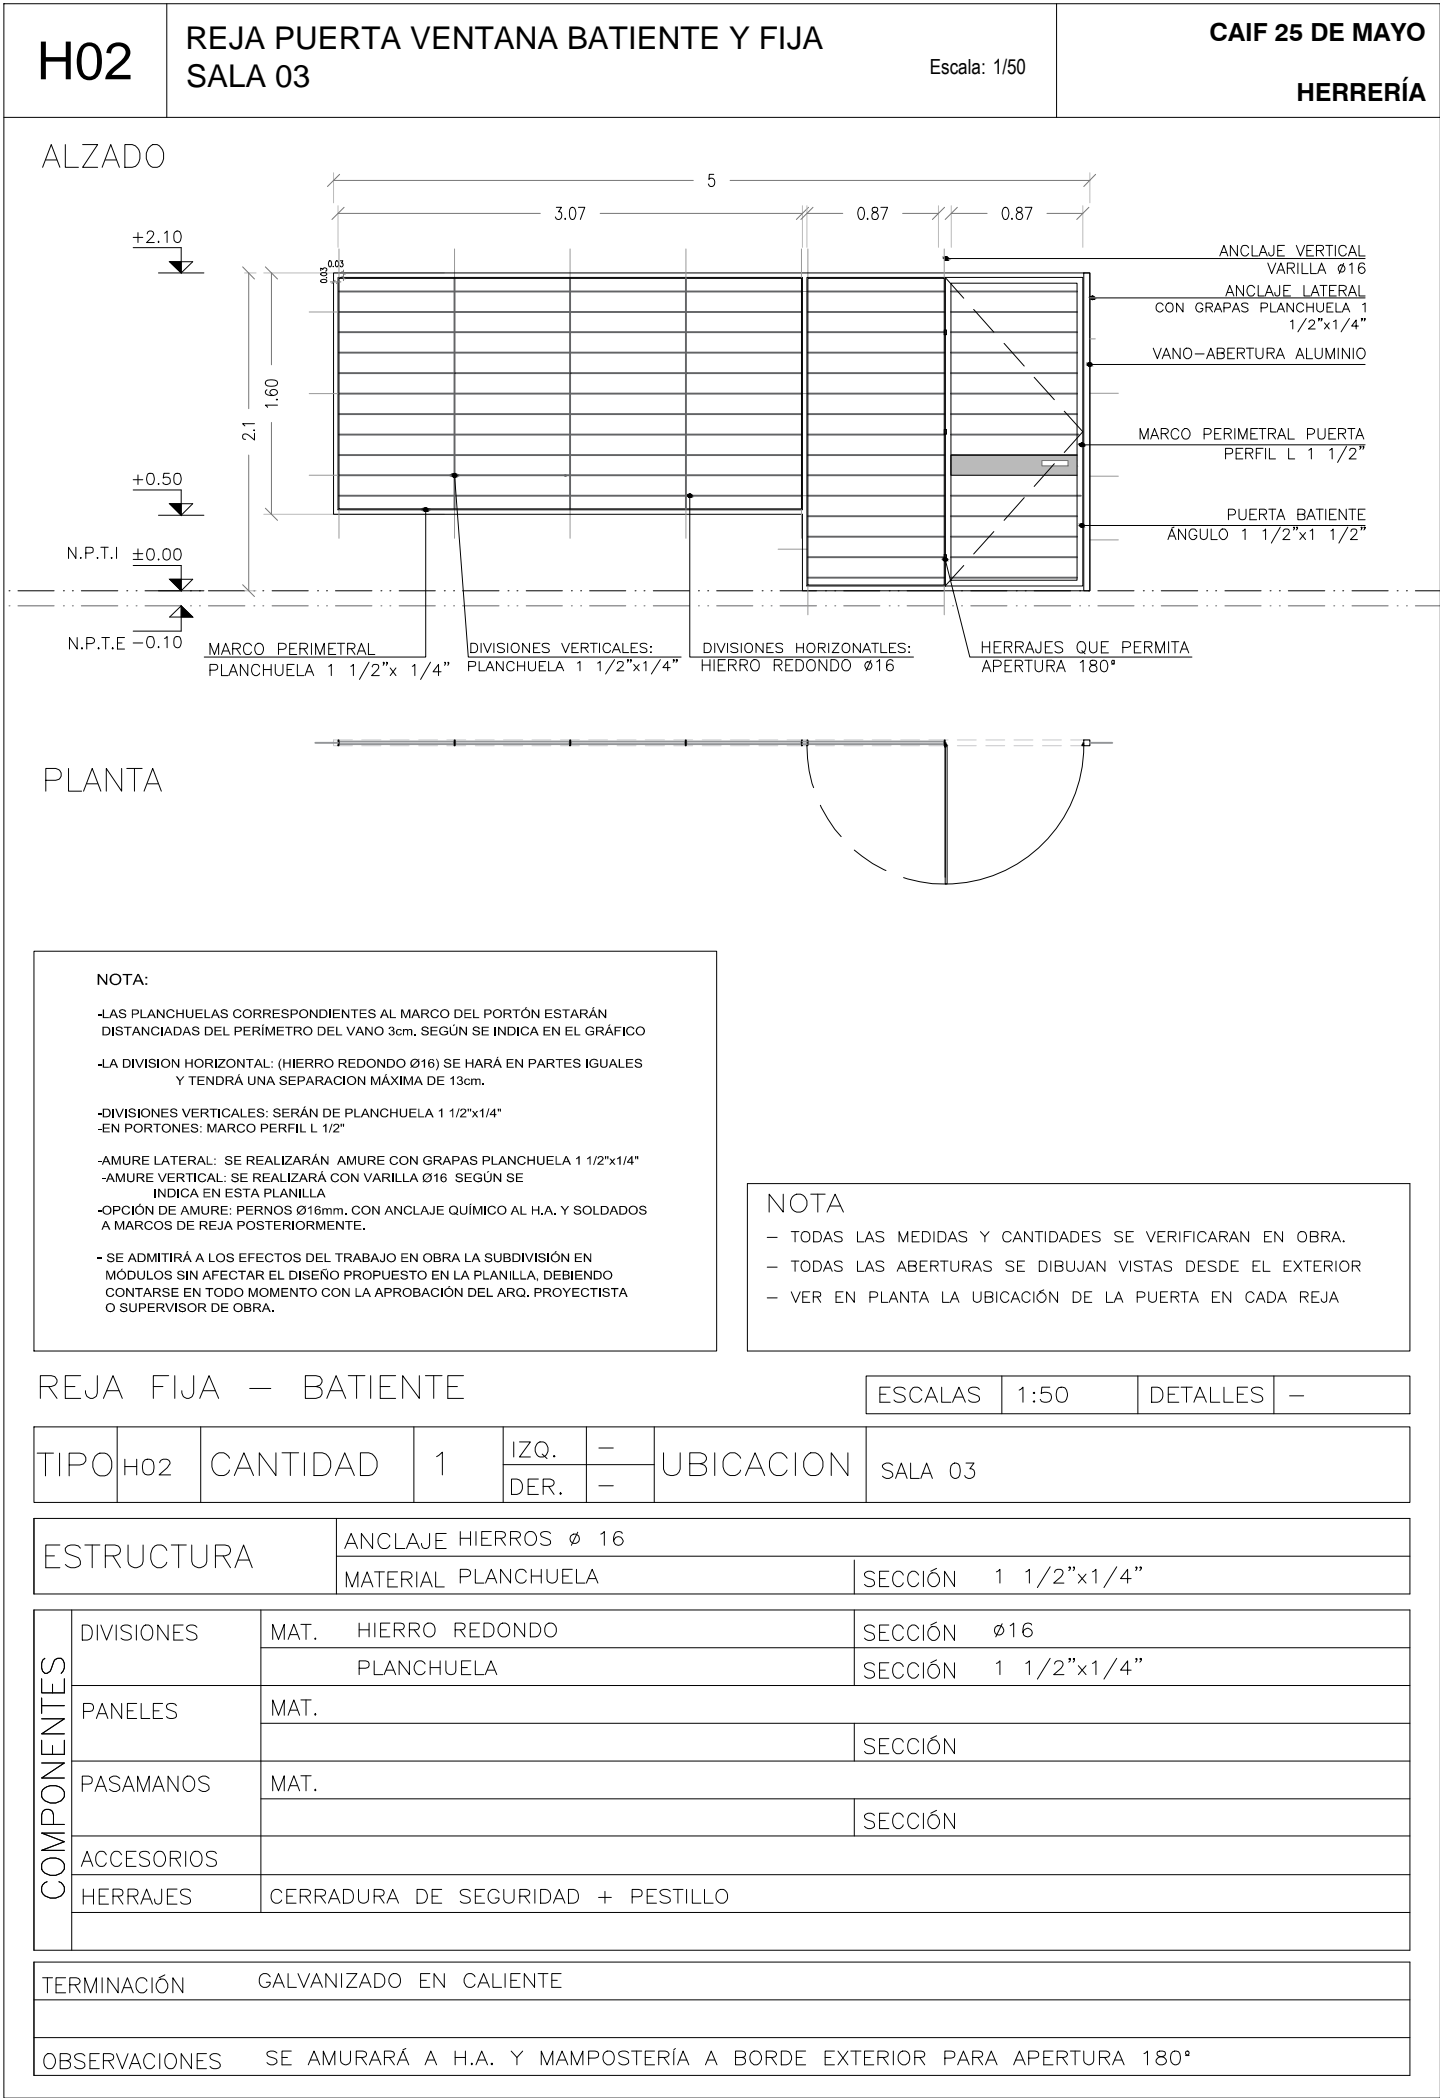 H02
REJA PUERTA VENTANA BATIENTE Y FIJA
SALA 03
Escala: 1/50
CAIF 25 DE MAYO
HERRERÍA
ALZADO
5
3.07
0.87
0.87
+2.10
0.03
0.03
2.1
1.60
+0.50
N.P.T.I ±0.00
N.P.T.E -0.10
ANCLAJE VERTICAL
VARILLA ø16
ANCLAJE LATERAL
CON GRAPAS PLANCHUELA 1
1/2"x1/4"
VANO-ABERTURA ALUMINIO
MARCO PERIMETRAL PUERTA
PERFIL L 1 1/2"
PUERTA BATIENTE
ÁNGULO 1 1/2"x1 1/2"
MARCO PERIMETRAL
PLANCHUELA 1 1/2"x 1/4"
DIVISIONES VERTICALES:
PLANCHUELA 1 1/2"x1/4"
DIVISIONES HORIZONATLES:
HIERRO REDONDO ø16
HERRAJES QUE PERMITA
APERTURA 180°
PLANTA
NOTA:
-LAS PLANCHUELAS CORRESPONDIENTES AL MARCO DEL PORTÓN ESTARÁN
DISTANCIADAS DEL PERÍMETRO DEL VANO 3cm. SEGÚN SE INDICA EN EL GRÁFICO
-LA DIVISION HORIZONTAL: (HIERRO REDONDO Ø16) SE HARÁ EN PARTES IGUALES
Y TENDRÁ UNA SEPARACION MÁXIMA DE 13cm.
-DIVISIONES VERTICALES: SERÁN DE PLANCHUELA 1 1/2"x1/4"
-EN PORTONES: MARCO PERFIL L 1/2"
-AMURE LATERAL: SE REALIZARÁN AMURE CON GRAPAS PLANCHUELA 1 1/2"x1/4"
-AMURE VERTICAL: SE REALIZARÁ CON VARILLA Ø16 SEGÚN SE
INDICA EN ESTA PLANILLA
-OPCIÓN DE AMURE: PERNOS Ø16mm. CON ANCLAJE QUÍMICO AL H.A. Y SOLDADOS
A MARCOS DE REJA POSTERIORMENTE.
- SE ADMITIRÁ A LOS EFECTOS DEL TRABAJO EN OBRA LA SUBDIVISIÓN EN
MÓDULOS SIN AFECTAR EL DISEÑO PROPUESTO EN LA PLANILLA, DEBIENDO
CONTARSE EN TODO MOMENTO CON LA APROBACIÓN DEL ARQ. PROYECTISTA
O SUPERVISOR DE OBRA.
NOTA
- TODAS LAS MEDIDAS Y CANTIDADES SE VERIFICARAN EN OBRA.
- TODAS LAS ABERTURAS SE DIBUJAN VISTAS DESDE EL EXTERIOR
- VER EN PLANTA LA UBICACIÓN DE LA PUERTA EN CADA REJA
REJA FIJA - BATIENTE
ESCALAS 1:50 DETALLES -
TIPO H02 CANTIDAD 1 IZQ. - UBICACION SALA 03
DER. -
ESTRUCTURA
ANCLAJE HIERROS ø 16
MATERIAL PLANCHUELA SECCIÓN 1 1/2"x1/4"
COMPONENTES
DIVISIONES MAT. HIERRO REDONDO SECCIÓN ø16
PLANCHUELA SECCIÓN 1 1/2"x1/4"
PANELES MAT.
SECCIÓN
PASAMANOS MAT.
SECCIÓN
ACCESORIOS
HERRAJES CERRADURA DE SEGURIDAD + PESTILLO
TERMINACIÓN GALVANIZADO EN CALIENTE
OBSERVACIONES SE AMURARÁ A H.A. Y MAMPOSTERÍA A BORDE EXTERIOR PARA APERTURA 180°